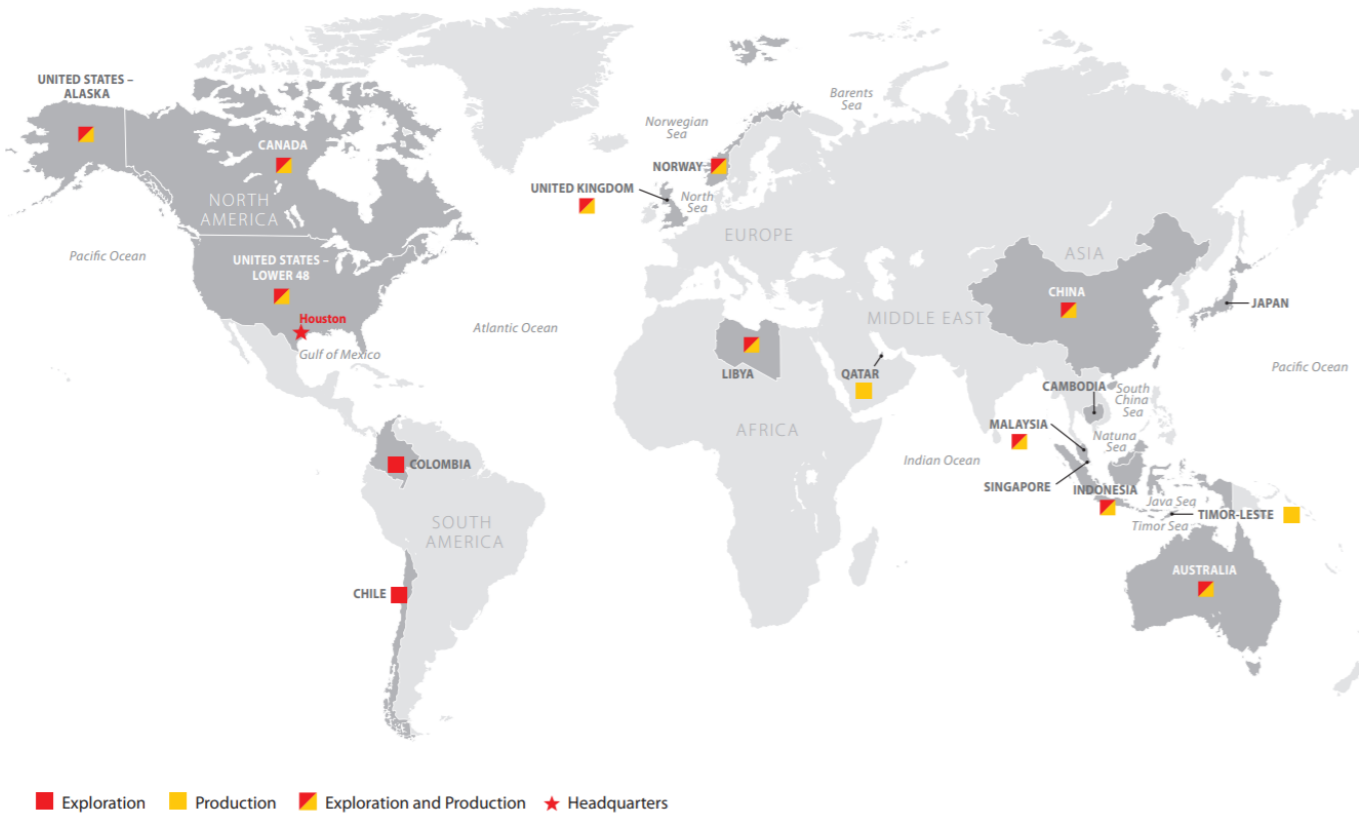 UNITED STATES –
ALASKA
Barents
Sea
Norwegian
Sea
CANADA
NORWAY
UNITED KINGDOM
North
Sea
NORTH
AMERICA
EUROPE
ASIA
Pacific Ocean
UNITED STATES –
LOWER 48
CHINA
JAPAN
Houston
MIDDLE EAST
Atlantic Ocean
Gulf of Mexico
Pacific Ocean
LIBYA
QATAR
CAMBODIA
South
China
Sea
MALAYSIA
AFRICA
Natuna
Sea
Indian Ocean
COLOMBIA
SINGAPORE
INDONESIA
Java Sea
TIMOR-LESTE
Timor Sea
SOUTH
AMERICA
AUSTRALIA
CHILE
Exploration
Production
Exploration and Production
Headquarters